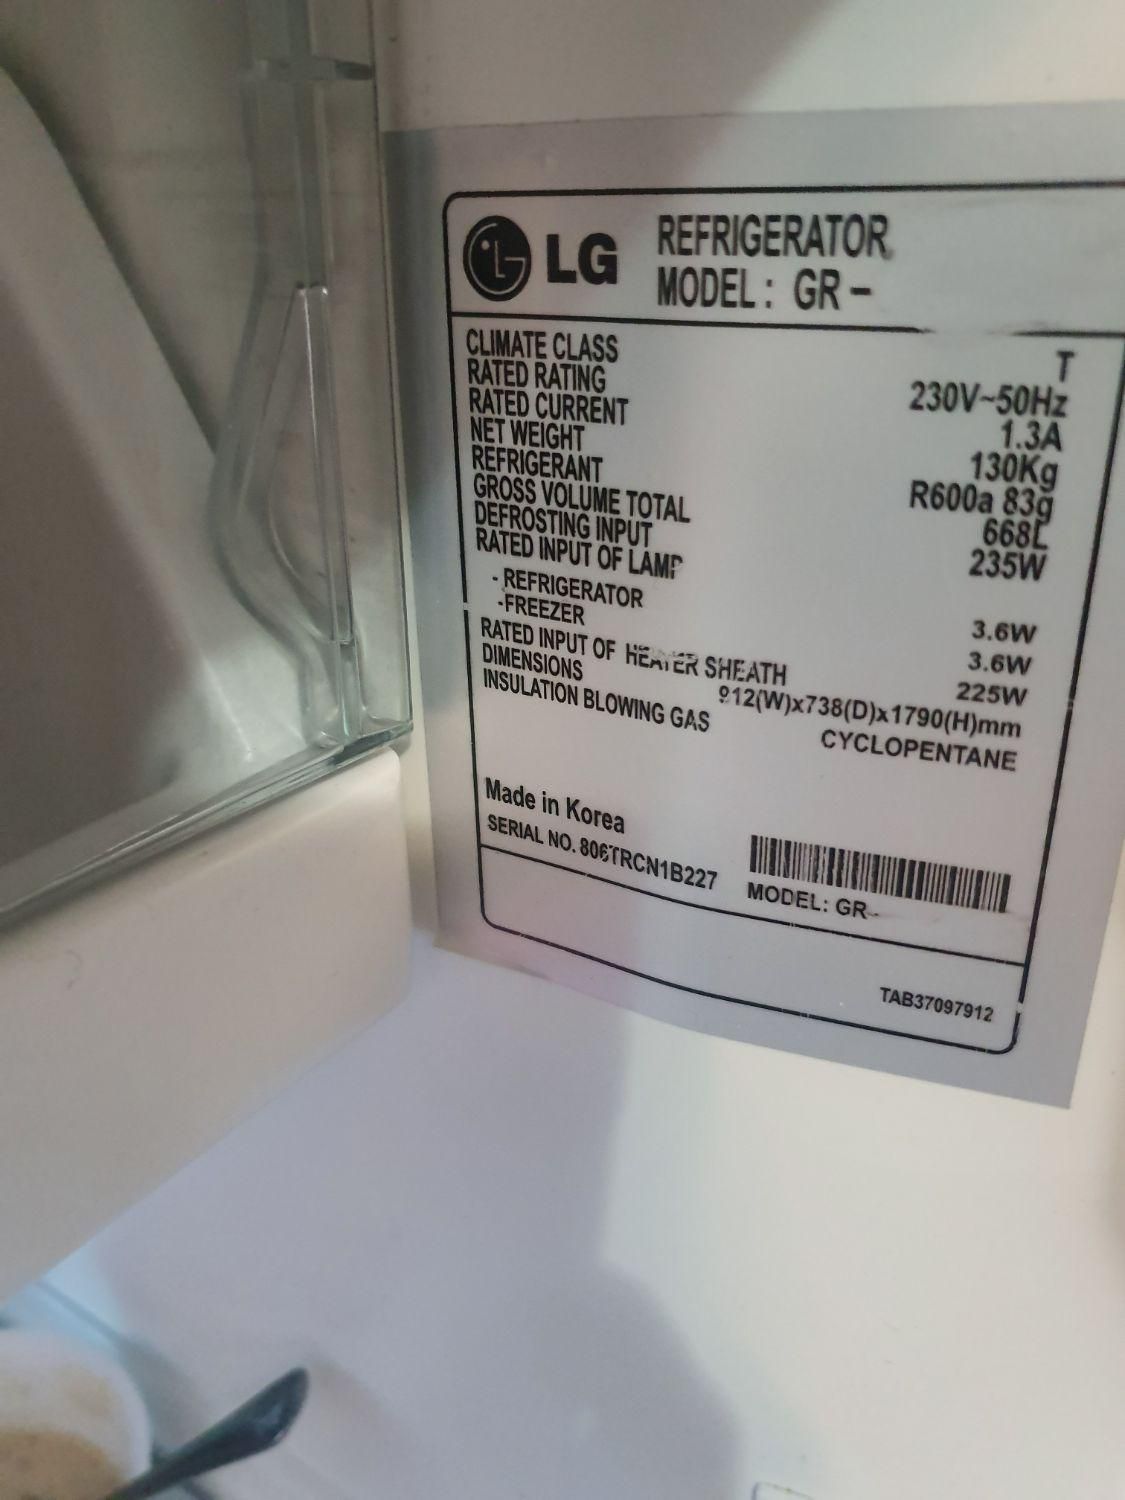 LG REFRIGERATOR
MODEL : GR -
CLIMATE CLASS T
RATED RATING 230V~50Hz
RATED CURRENT 1.3A
NET WEIGHT 130Kg
REFRIGERANT R600a 83g
GROSS VOLUME TOTAL 668L
DEFROSTING INPUT 235W
RATED INPUT OF LAMP
- REFRIGERATOR 3.6W
-FREEZER 3.6W
RATED INPUT OF HEATER SHEATH 225W
DIMENSIONS 912(W)x738(D)x1790(H)mm
INSULATION BLOWING GAS CYCLOPENTANE
Made in Korea
SERIAL NO. 806TRCN1B227
MODEL: GR-
TAB37097912